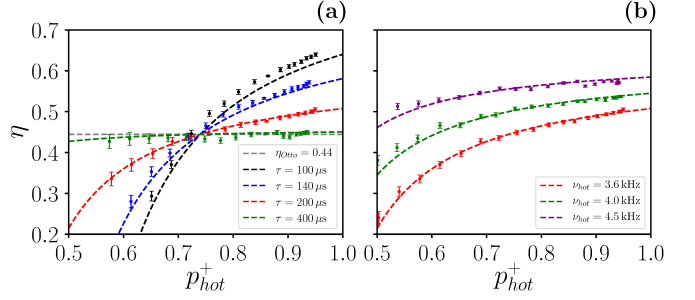 (a)
(b)
η
0.7
0.6
0.5
0.4
0.3
0.2
η_Otto = 0.44
τ = 100 μs
τ = 140 μs
τ = 200 μs
τ = 400 μs
0.5 0.6 0.7 0.8 0.9 1.0
p⁺_hot
ν_hot = 3.6 kHz
ν_hot = 4.0 kHz
ν_hot = 4.5 kHz
0.5 0.6 0.7 0.8 0.9 1.0
p⁺_hot